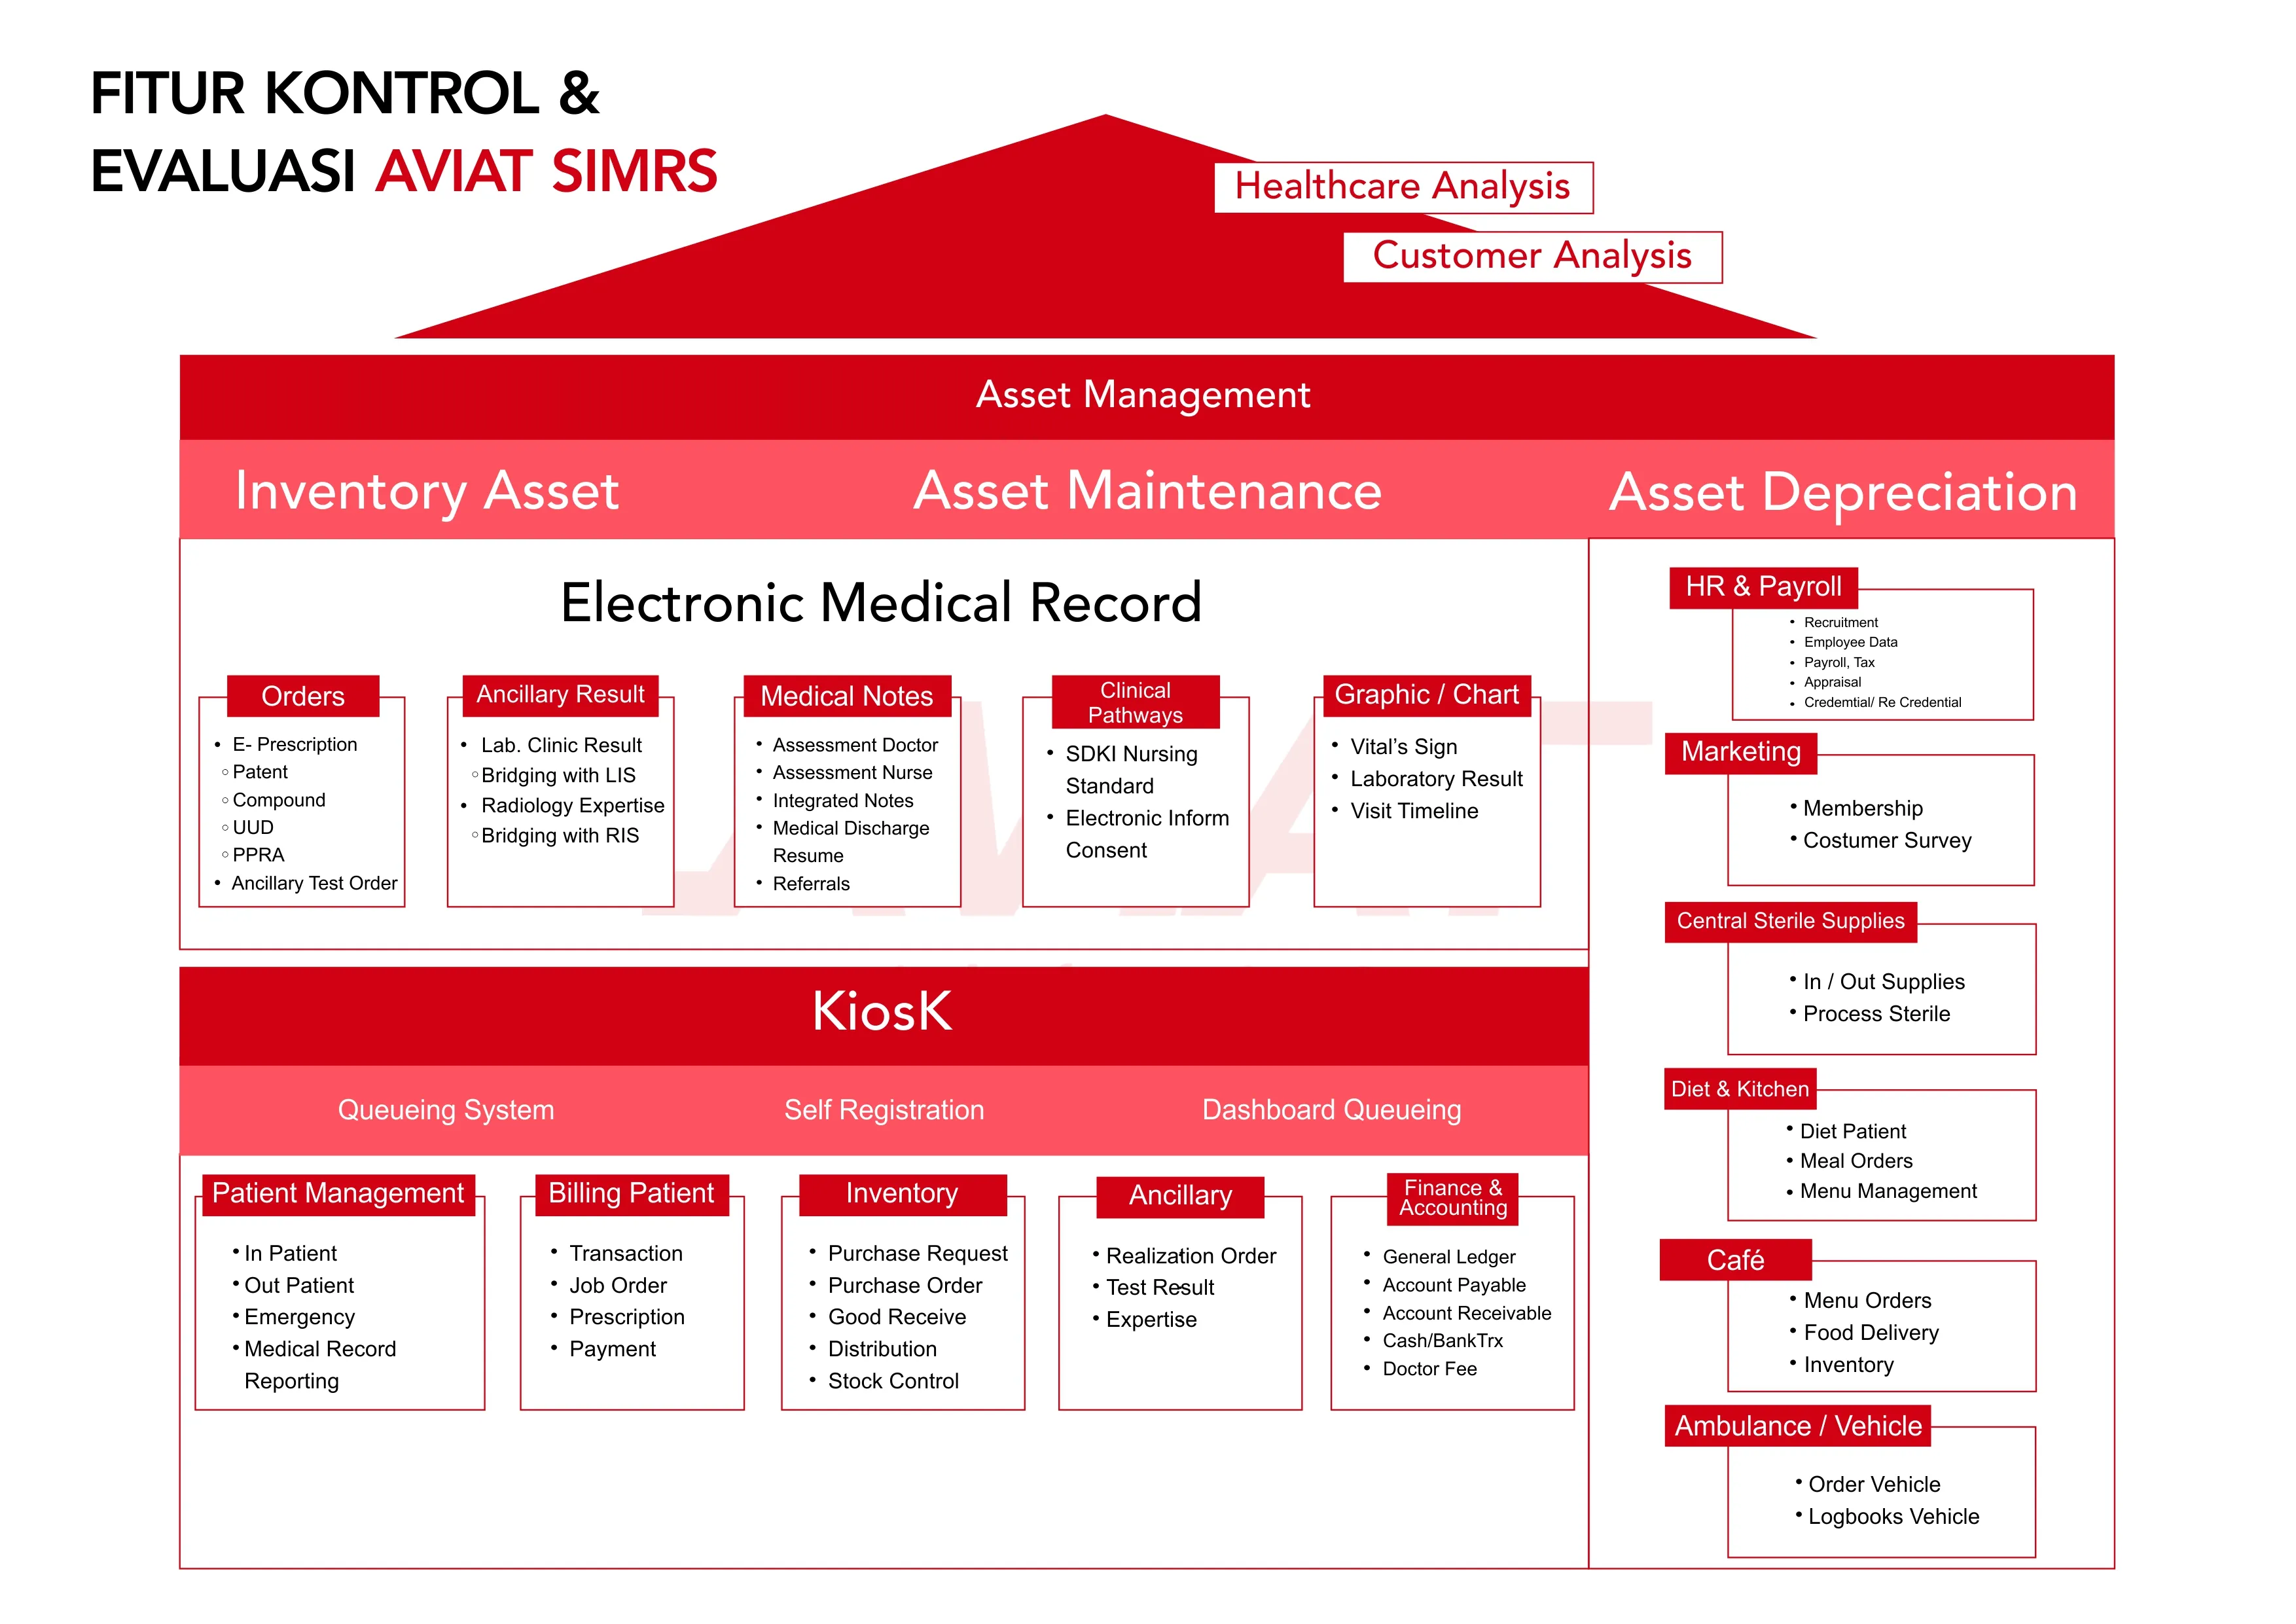 FITUR KONTROL &
EVALUASI AVIAT SIMRS
Healthcare Analysis
Customer Analysis
Asset Management
Inventory Asset
Asset Maintenance
Asset Depreciation
Electronic Medical Record
Orders
• E- Prescription
◦ Patent
◦ Compound
◦ UUD
◦ PPRA
• Ancillary Test Order
Ancillary Result
• Lab. Clinic Result
◦ Bridging with LIS
• Radiology Expertise
◦ Bridging with RIS
Medical Notes
• Assessment Doctor
• Assessment Nurse
• Integrated Notes
• Medical Discharge
Resume
• Referrals
Clinical
Pathways
• SDKI Nursing
Standard
• Electronic Inform
Consent
Graphic / Chart
• Vital's Sign
• Laboratory Result
• Visit Timeline
KiosK
Queueing System
Self Registration
Dashboard Queueing
Patient Management
• In Patient
• Out Patient
• Emergency
• Medical Record
Reporting
Billing Patient
• Transaction
• Job Order
• Prescription
• Payment
Inventory
• Purchase Request
• Purchase Order
• Good Receive
• Distribution
• Stock Control
Ancillary
• Realization Order
• Test Result
• Expertise
Finance &
Accounting
• General Ledger
• Account Payable
• Account Receivable
• Cash/BankTrx
• Doctor Fee
HR & Payroll
• Recruitment
• Employee Data
• Payroll, Tax
• Appraisal
• Credemtial/ Re Credential
Marketing
• Membership
• Costumer Survey
Central Sterile Supplies
• In / Out Supplies
• Process Sterile
Diet & Kitchen
• Diet Patient
• Meal Orders
• Menu Management
Café
• Menu Orders
• Food Delivery
• Inventory
Ambulance / Vehicle
• Order Vehicle
• Logbooks Vehicle
AVIAT